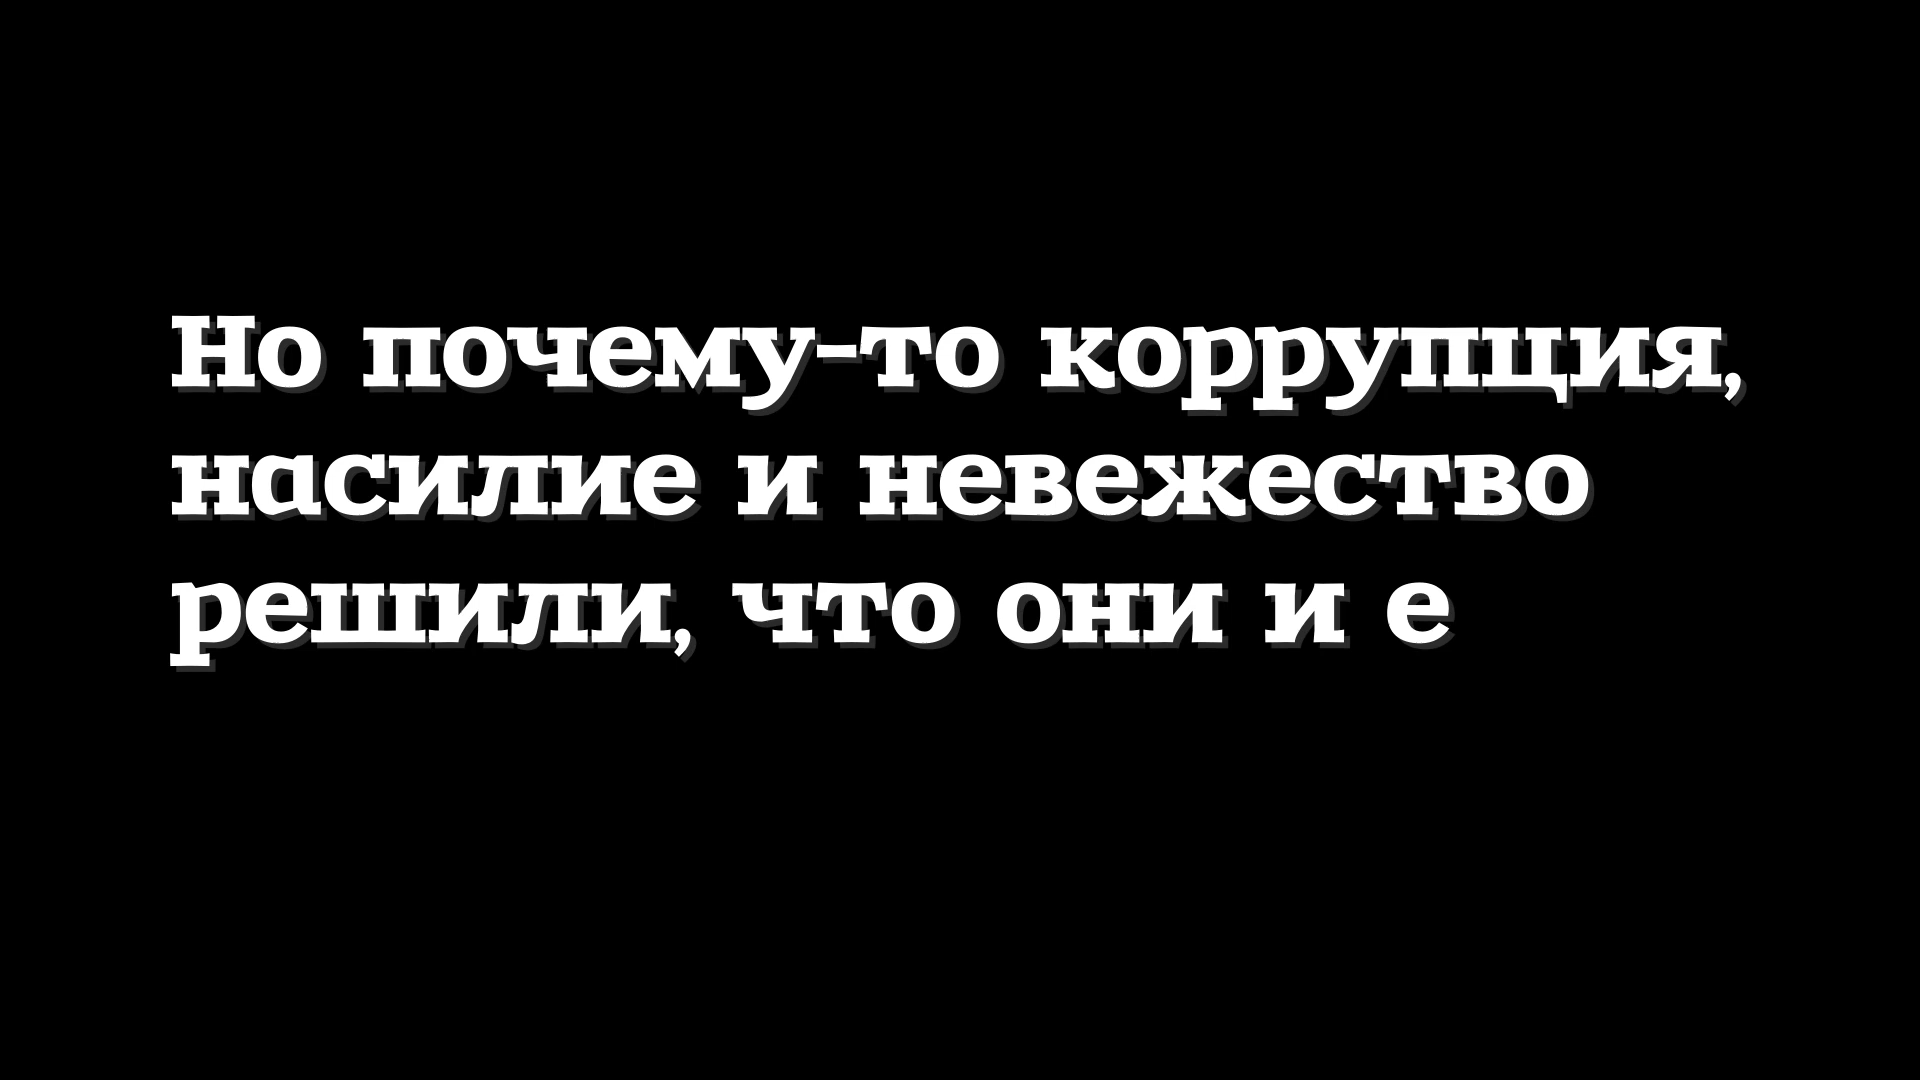 Но почему-то коррупция,
насилие и невежество
решили, что они и е